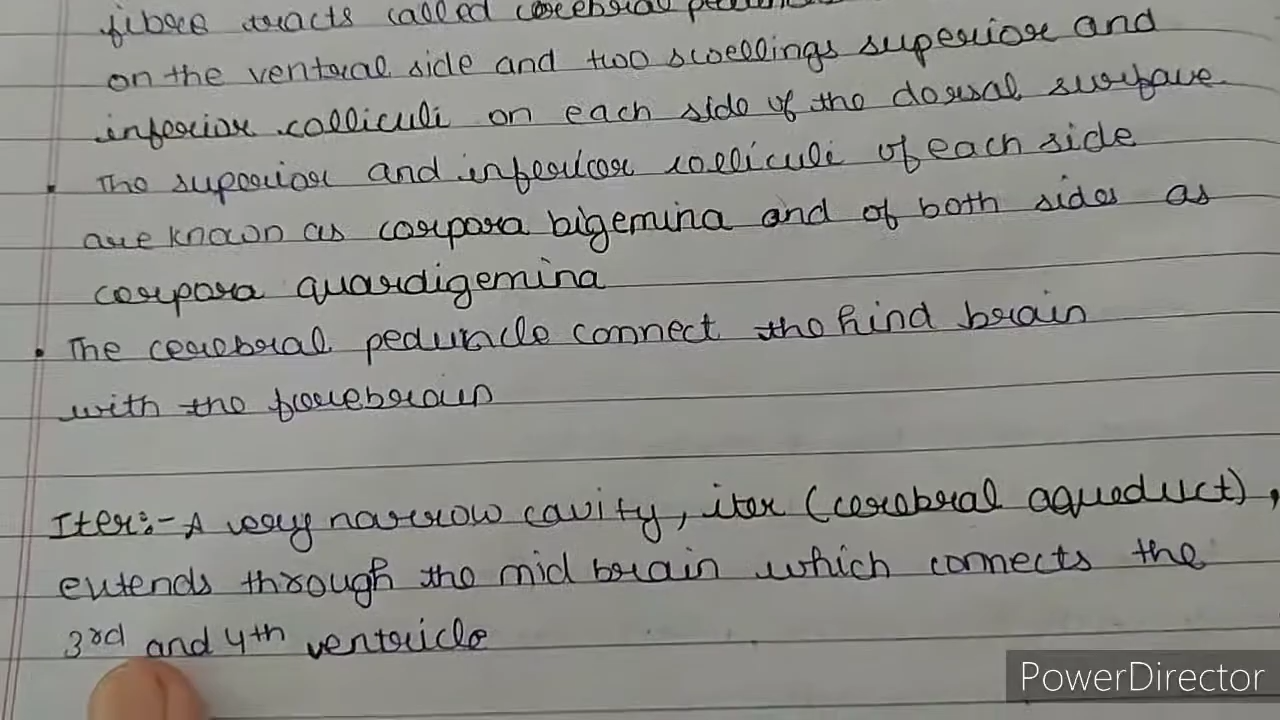 fibre tracts called cerebral
on the ventral side and two swellings superior and
inferior colliculi on each side of the dorsal surface
• The superior and inferior colliculi of each side
are known as corpora bigemina and of both sides as
corpora quardigemina
• The cerebral peduncle connect the hind brain
with the forebrain
Iter:- A very narrow cavity, iter (cerebral aqueduct),
extends through the mid brain which connects the
3rd and 4th ventricle
PowerDirector